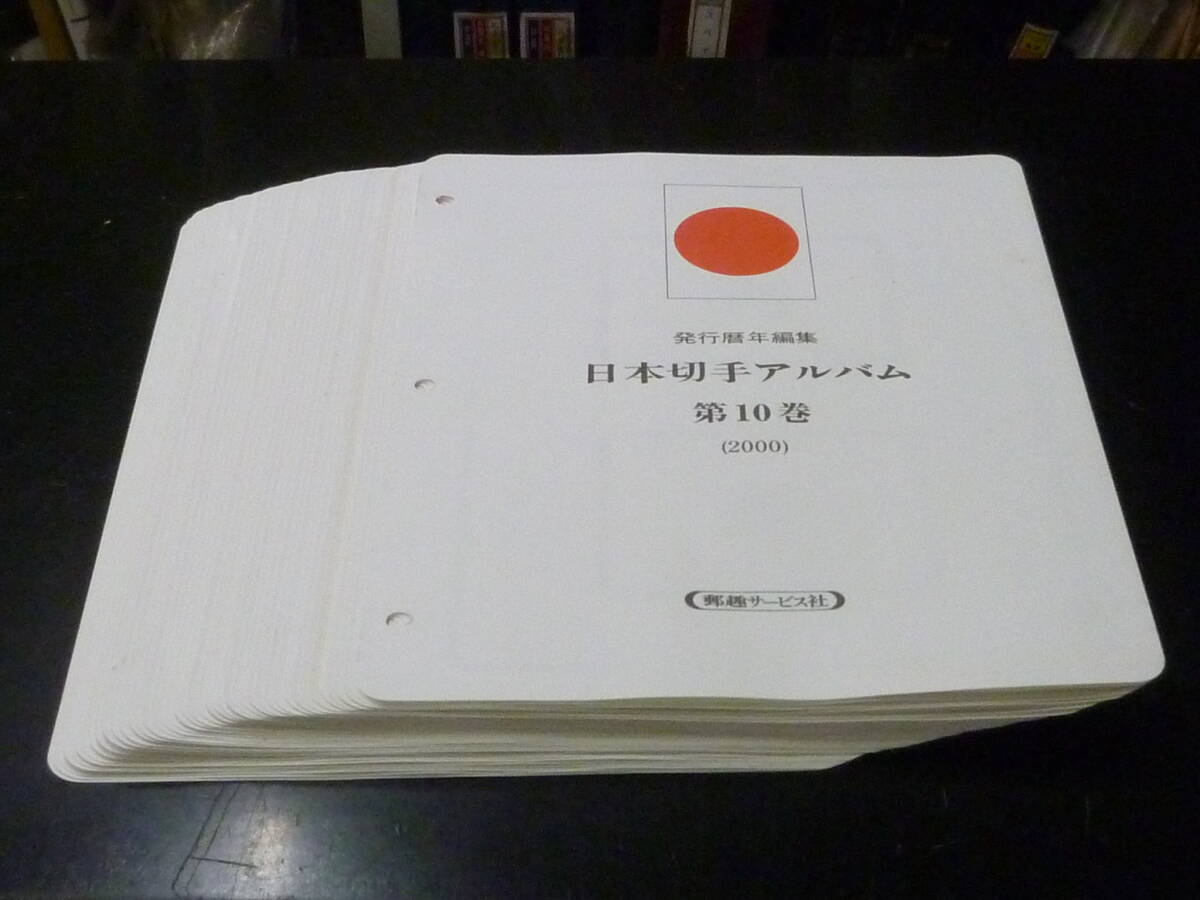 発行暦年編集
日本切手アルバム
第10巻
(2000)
郵趣サービス社